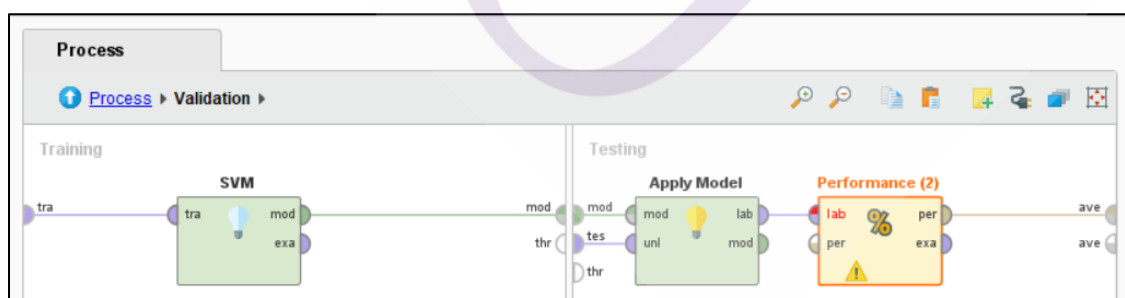 Process
Process ▸ Validation ▸
Training
Testing
SVM
Apply Model
Performance (2)
tra
tra
mod
mod
mod
mod
lab
lab
per
ave
exa
thr
tes
unl
mod
per
exa
ave
thr